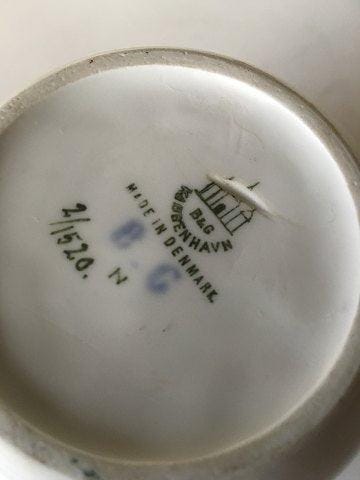 B&G
KJØBENHAVN
MADE IN DENMARK.
B G
N
2/1520.